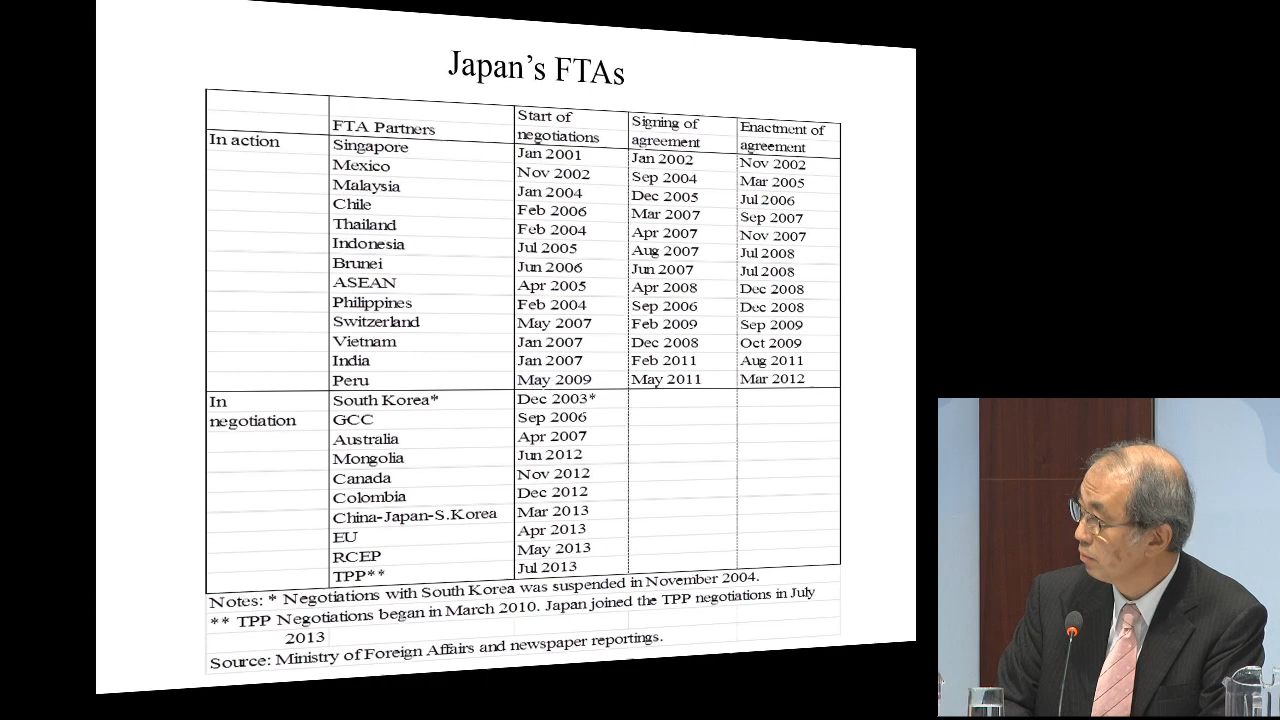 Japan's FTAs
FTA Partners Start of negotiations Signing of agreement Enactment of agreement
In action Singapore Jan 2001 Jan 2002 Nov 2002
Mexico Nov 2002 Sep 2004 Mar 2005
Malaysia Jan 2004 Dec 2005 Jul 2006
Chile Feb 2006 Mar 2007 Sep 2007
Thailand Feb 2004 Apr 2007 Nov 2007
Indonesia Jul 2005 Aug 2007 Jul 2008
Brunei Jun 2006 Jun 2007 Jul 2008
ASEAN Apr 2005 Apr 2008 Dec 2008
Philippines Feb 2004 Sep 2006 Dec 2008
Switzerland May 2007 Feb 2009 Sep 2009
Vietnam Jan 2007 Dec 2008 Oct 2009
India Jan 2007 Feb 2011 Aug 2011
Peru May 2009 May 2011 Mar 2012
In South Korea* Dec 2003*
negotiation GCC Sep 2006
Australia Apr 2007
Mongolia Jun 2012
Canada Nov 2012
Colombia Dec 2012
China-Japan-S.Korea Mar 2013
EU Apr 2013
RCEP May 2013
TPP** Jul 2013
Notes: * Negotiations with South Korea was suspended in November 2004.
** TPP Negotiations began in March 2010. Japan joined the TPP negotiations in July
2013
Source: Ministry of Foreign Affairs and newspaper reportings.